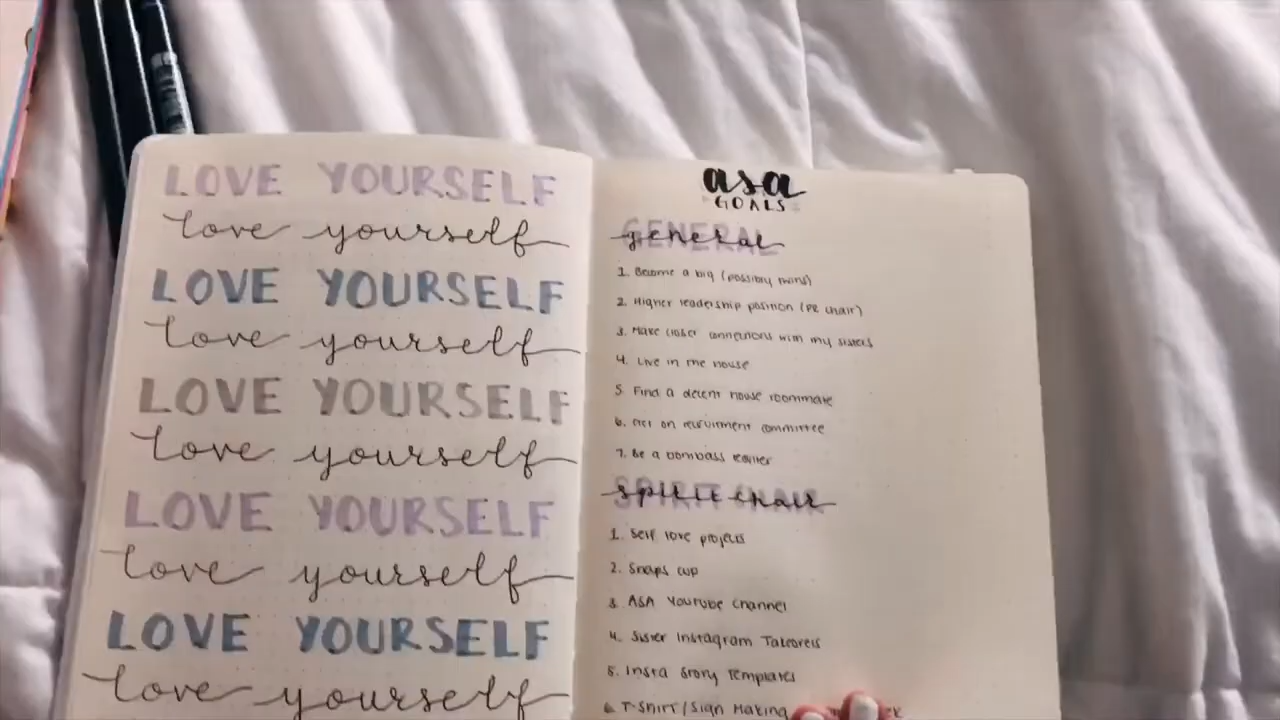 LOVE YOURSELF
love yourself
LOVE YOURSELF
love yourself
LOVE YOURSELF
love yourself
LOVE YOURSELF
love yourself
LOVE YOURSELF
love yourself
asa
GOALS
GENERAL
general
1. Become a big (possibly twins)
2. Higher leadership position (PR chair)
3. Make closer connections with my sisters
4. Live in the house
5. Find a decent house roommate
6. Get on recruitment committee
7. Be a bombass
SPIRIT CHAIR
spirit chair
1. Self love projects
2. Snaps cup
3. ASA Youtube Channel
4. Sister Instagram Takeovers
5. Insta Story Templates
6. T-Shirt/Sign Making